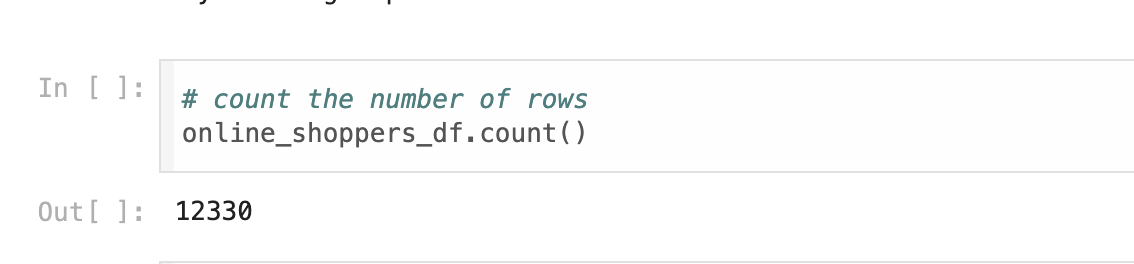 In [ ]:
# count the number of rows
online_shoppers_df.count()
Out[ ]:
12330